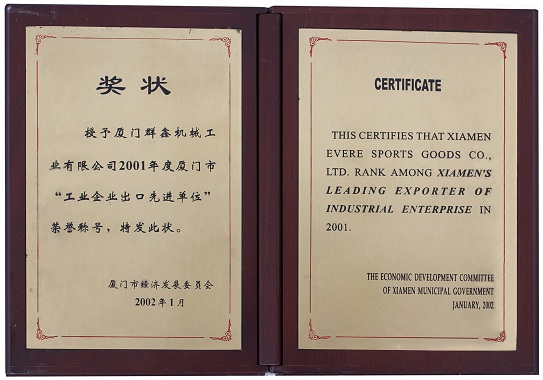 奖状
授予厦门群鑫机械工
业有限公司2001年度厦门市
“工业企业出口先进单位”
荣誉称号，特发此状。
厦门市经济发展委员会
2002年1月
CERTIFICATE
THIS CERTIFIES THAT XIAMEN
EVERE SPORTS GOODS CO.,
LTD. RANK AMONG XIAMEN'S
LEADING EXPORTER OF
INDUSTRIAL ENTERPRISE IN
2001.
THE ECONOMIC DEVELOPMENT COMMITTEE
OF XIAMEN MUNICIPAL GOVERNMENT
JANUARY, 2002